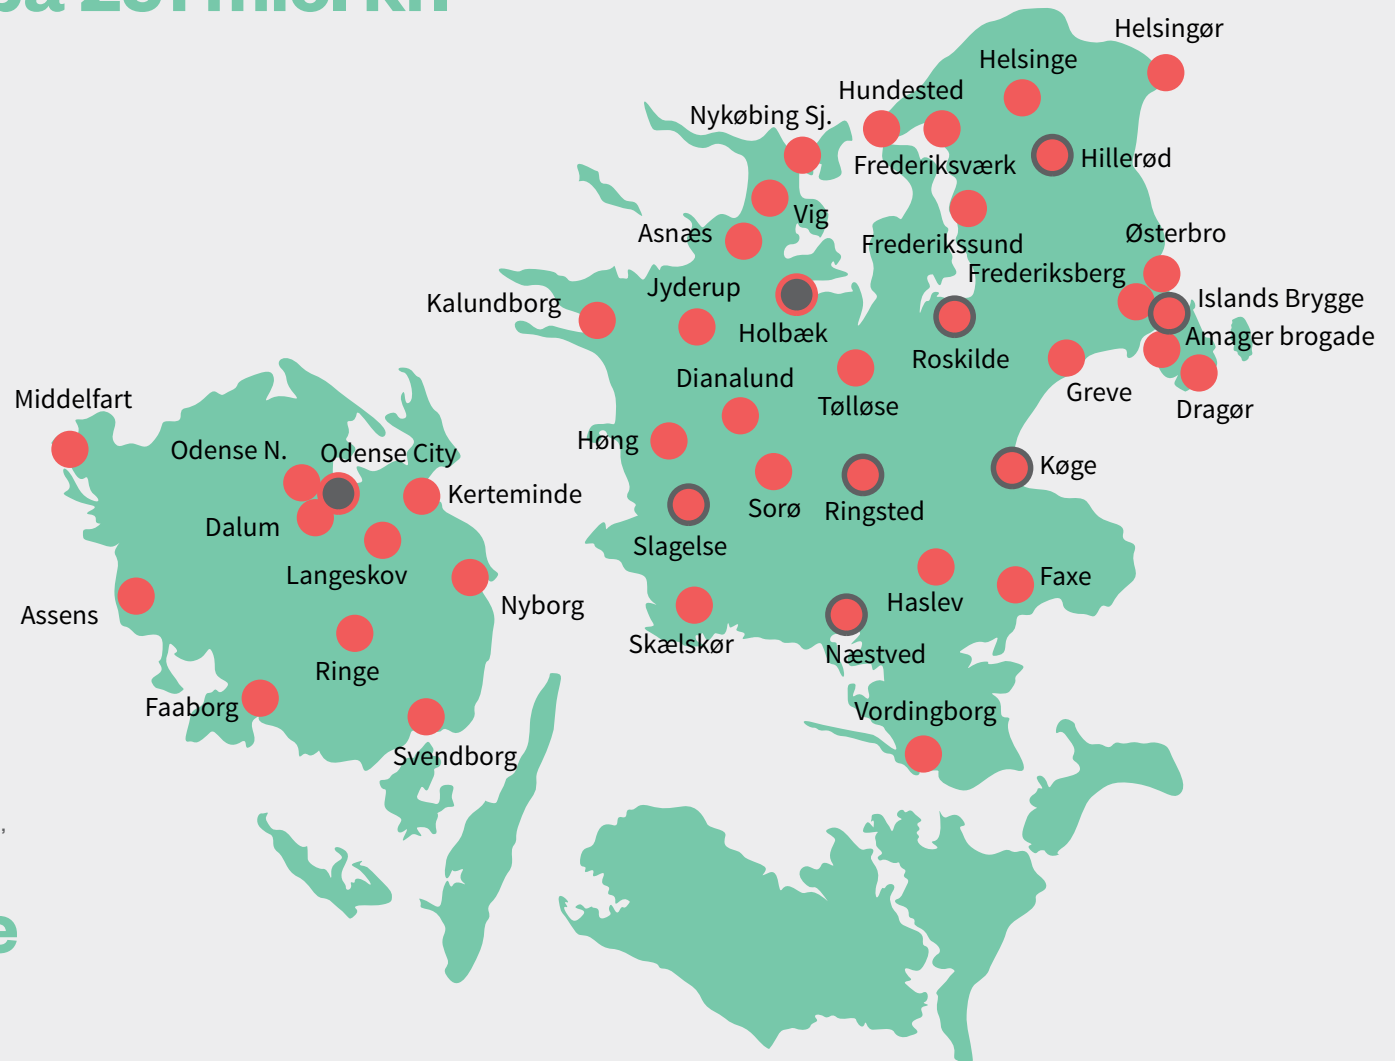 Helsingør
Helsinge
Hundested
Nykøbing Sj.
Frederiksværk
Hillerød
Vig
Asnæs
Frederikssund
Østerbro
Frederiksberg
Jyderup
Kalundborg
Islands Brygge
Holbæk
Amager brogade
Roskilde
Dianalund
Greve
Tølløse
Dragør
Middelfart
Høng
Odense N.
Odense City
Køge
Kerteminde
Sorø
Ringsted
Dalum
Slagelse
Langeskov
Faxe
Haslev
Nyborg
Assens
Skælskør
Næstved
Ringe
Faaborg
Vordingborg
Svendborg
,
e